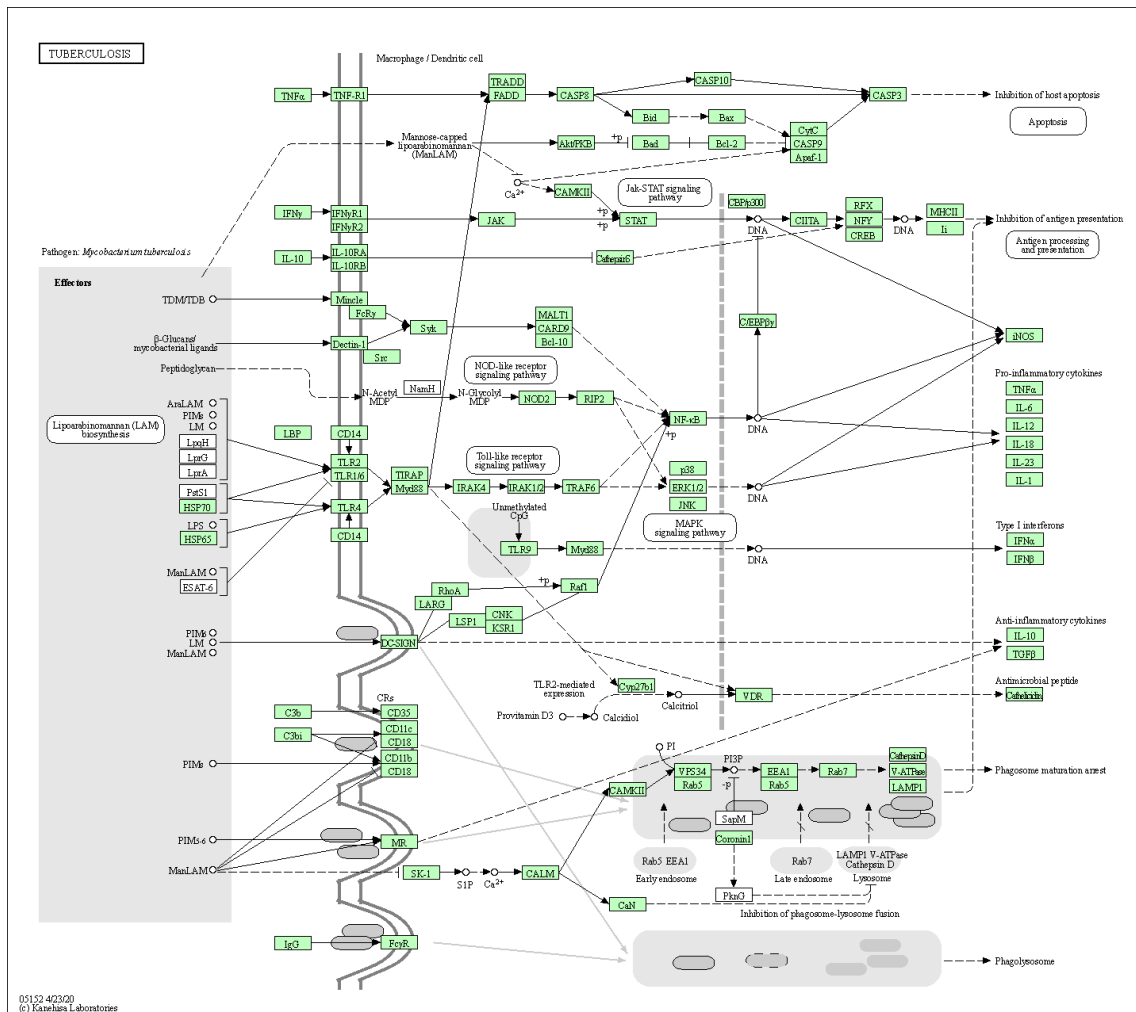 TUBERCULOSIS
Macrophage / Dendritic cell
TNFα
TNF-R1
TRADD
FADD
CASP8
CASP10
CASP3
Inhibition of host apoptosis
Apoptosis
Bid
Bax
CytC
CASP9
Apaf-1
Mannose-capped
lipoarabinomannan
(ManLAM)
Akt/PKB
+p
Bad
Bcl-2
Ca2+
CAMKII
Jak-STAT signaling
pathway
IFNγ
IFNγR1
IFNγR2
JAK
+p
+p
STAT
CBP/p300
DNA
CIITA
RFX
NFY
CREB
DNA
MHCII
Ii
Inhibition of antigen presentation
Antigen processing
and presentation
IL-10
IL-10RA
IL-10RB
CathepsinS
Pathogen: Mycobacterium tuberculosis
Effectors
TDM/TDB
Mincle
FcRγ
Syk
MALT1
CARD9
Bcl-10
C/EBPβγ
iNOS
β-Glucans/
mycobacterial ligands
Dectin-1
Src
Peptidoglycan
N-Acetyl
MDP
NamH
N-Glycolyl
MDP
NOD-like receptor
signaling pathway
NOD2
RIP2
NF-κB
+p
DNA
Pro-inflammatory cytokines
TNFα
IL-6
IL-12
IL-18
IL-23
IL-1
AraLAM
PIMs
LM
Lipoarabinomannan (LAM)
biosynthesis
LpqH
LprG
LprA
PstS1
HSP70
LPS
HSP65
ManLAM
ESAT-6
LBP
CD14
TLR2
TLR1/6
TLR4
CD14
TIRAP
Myd88
Toll-like receptor
signaling pathway
IRAK4
IRAK1/2
TRAF6
p38
ERK1/2
JNK
DNA
MAPK
signaling pathway
Unmethylated
CpG
TLR9
Myd88
DNA
Type I interferons
IFNα
IFNβ
RhoA
LARG
+p
Raf1
LSP1
CNK
KSR1
PIMs
LM
ManLAM
DC-SIGN
Anti-inflammatory cytokines
IL-10
TGFβ
TLR2-mediated
expression
Cyp27b1
Calcitriol
VDR
Provitamin D3
Calcidiol
Antimicrobial peptide
Cathelicidin
CRs
C3b
CD35
C3bi
CD11c
CD18
PIMs
CD11b
CD18
PI
VPS34
Rab5
PI3P
-p
EEA1
Rab5
Rab7
CathepsinD
V-ATPase
LAMP1
Phagosome maturation arrest
CAMKII
SapM
Coronin1
PIM5-6
MR
ManLAM
SK-1
S1P
Ca2+
CALM
CaN
Rab5 EEA1
Early endosome
Rab7
Late endosome
LAMP1 V-ATPase
Cathepsin D
Lysosome
PknG
Inhibition of phagosome-lysosome fusion
IgG
FcγR
Phagolysosome
05152 4/23/20
(c) Kanehisa Laboratories